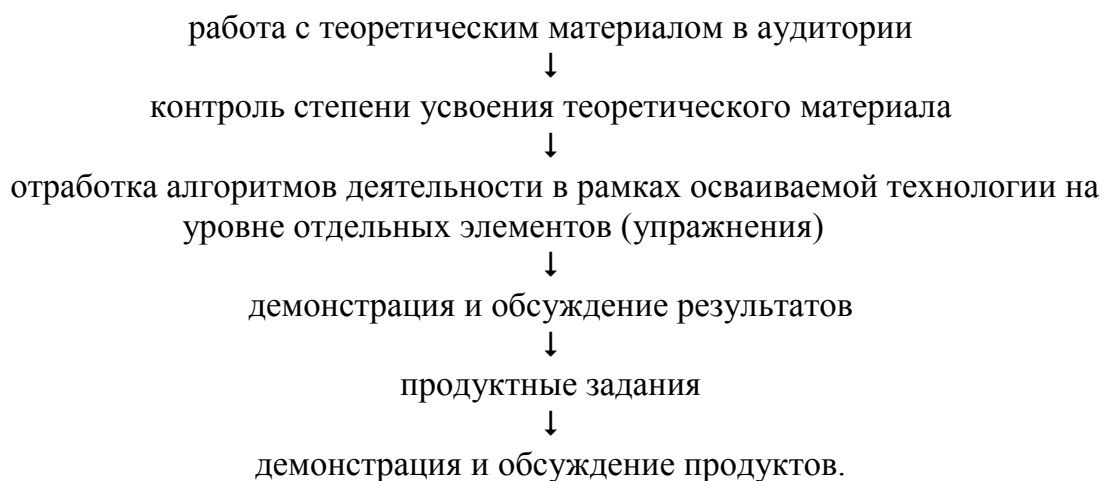 работа с теоретическим материалом в аудитории
↓
контроль степени усвоения теоретического материала
↓
отработка алгоритмов деятельности в рамках осваиваемой технологии на
уровне отдельных элементов (упражнения)
↓
демонстрация и обсуждение результатов
↓
продуктные задания
↓
демонстрация и обсуждение продуктов.